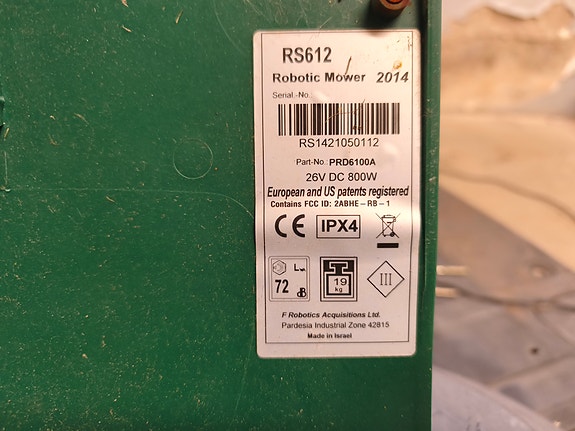 RS612
Robotic Mower 2014
Serial.-No.:
RS1421050112
Part-No.: PRD6100A
26V DC 800W
European and US patents registered
Contains FCC ID: 2ABHE-RB-1
CE IPX4
19
kg
III
72 dB
F Robotics Acquisitions Ltd.
Pardesia Industrial Zone 42815
Made in Israel